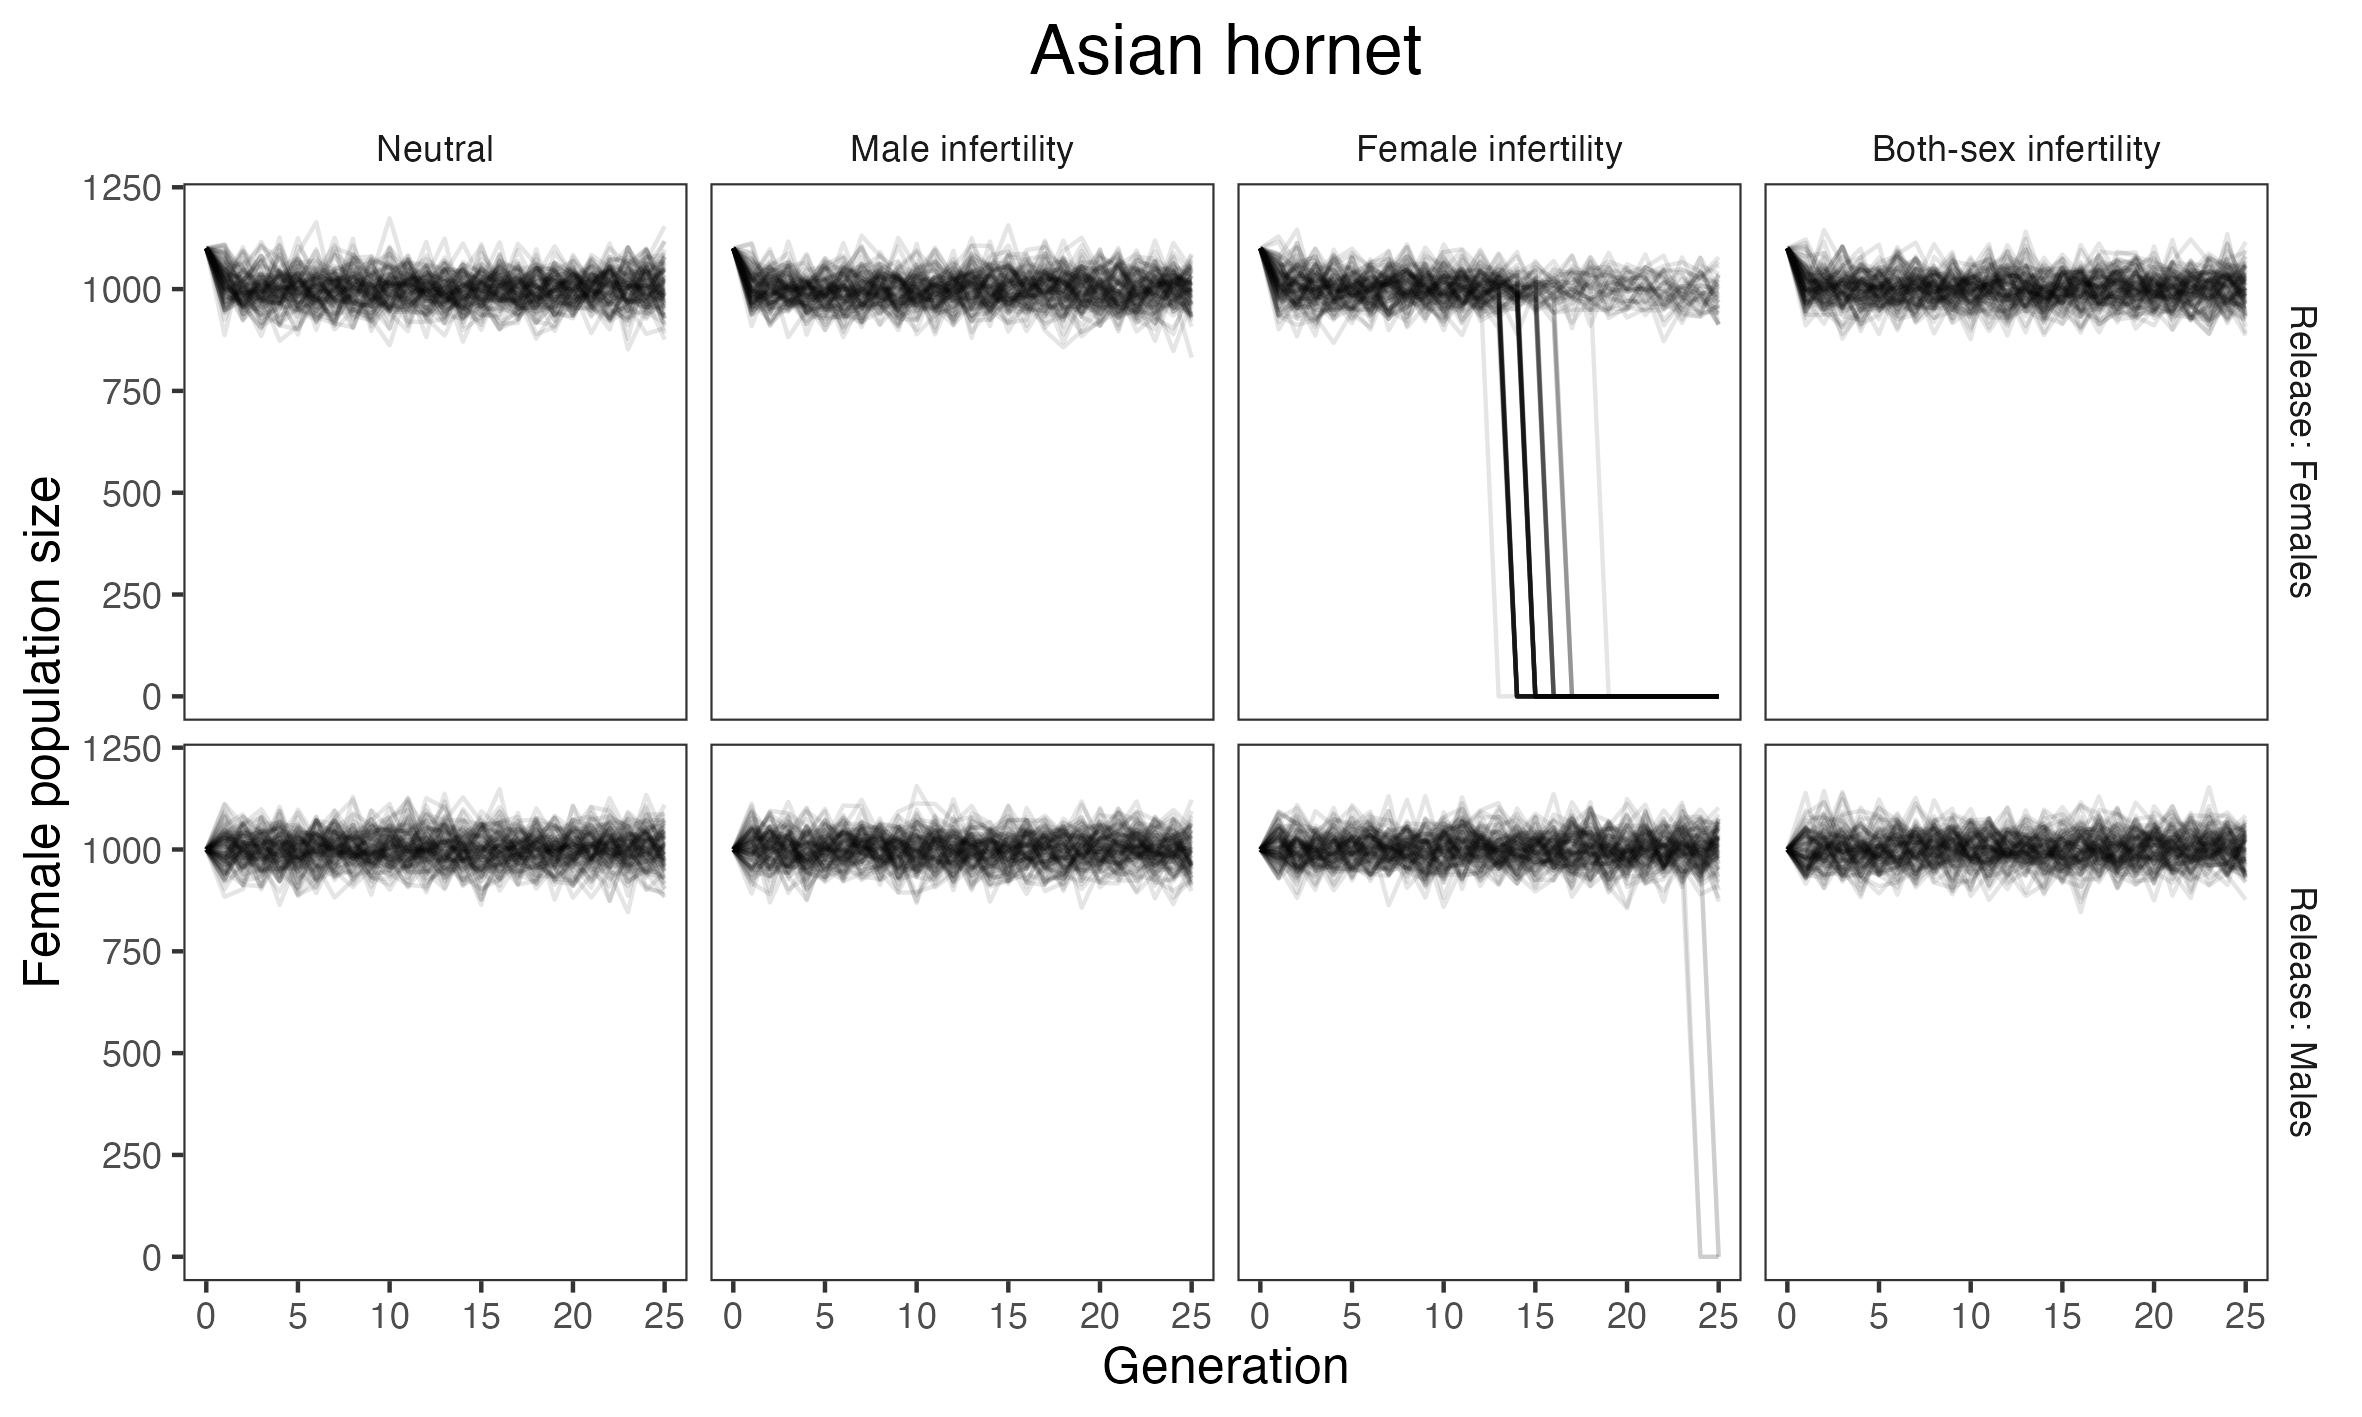 Asian hornet
Neutral
Male infertility
Female infertility
Both-sex infertility
Female population size
1250
1000
750
500
250
0
Release: Females
1250
1000
750
500
250
0
Release: Males
0 5 10 15 20 25
0 5 10 15 20 25
0 5 10 15 20 25
0 5 10 15 20 25
Generation